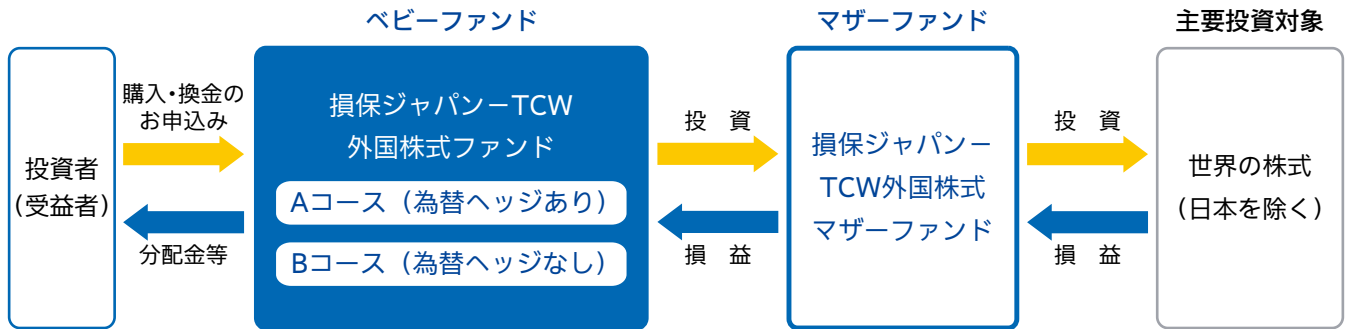 ベビーファンド
マザーファンド
主要投資対象
投資者
(受益者)
購入・換金の
お申込み
分配金等
損保ジャパン－TCW
外国株式ファンド
Aコース（為替ヘッジあり）
Bコース（為替ヘッジなし）
投　資
損　益
損保ジャパン－
TCW外国株式
マザーファンド
投　資
損　益
世界の株式
（日本を除く）